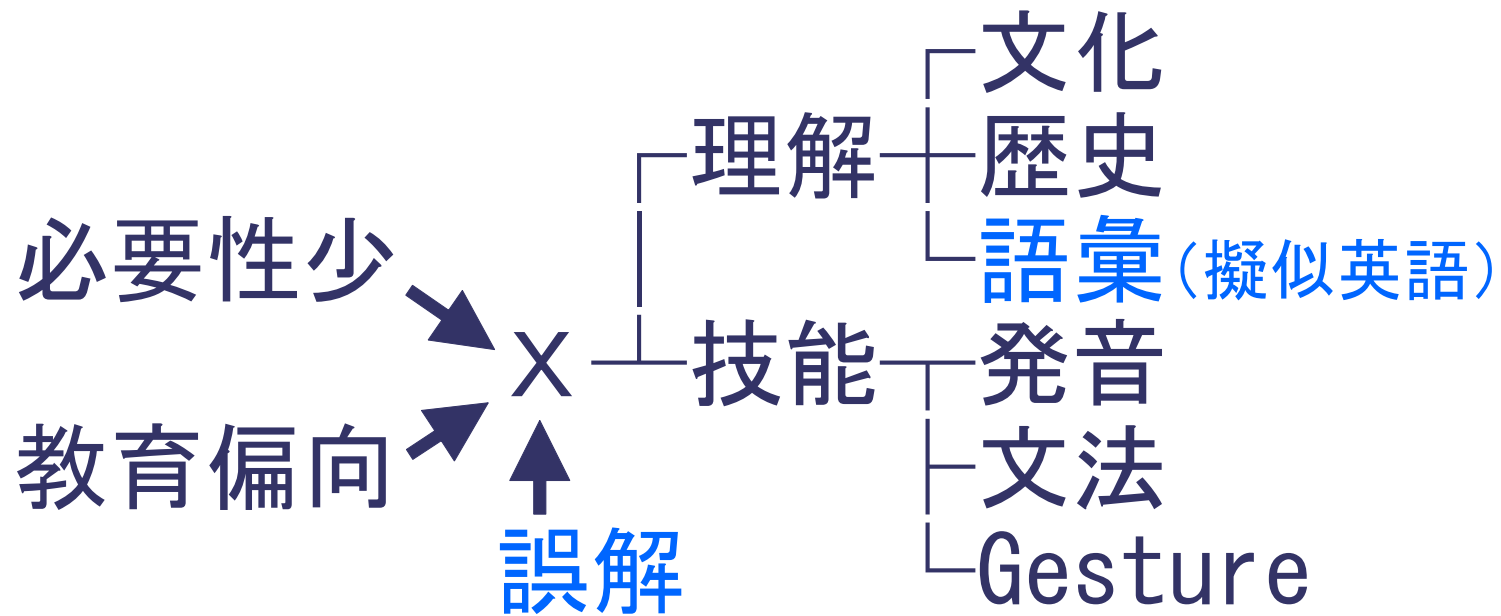 文化
理解
歴史
必要性少
語彙（擬似英語）
X
技能
発音
教育偏向
文法
誤解
Gesture